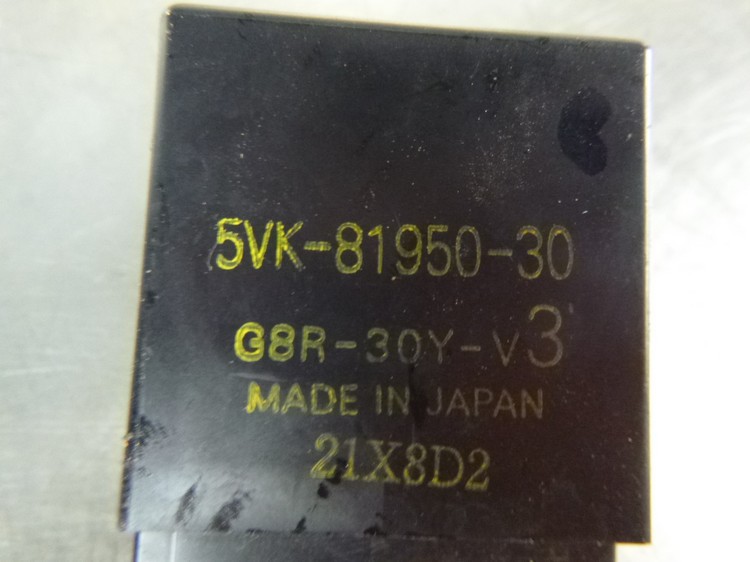 5VK-81950-30
G8R-30Y-V3
MADE IN JAPAN
21X8D2